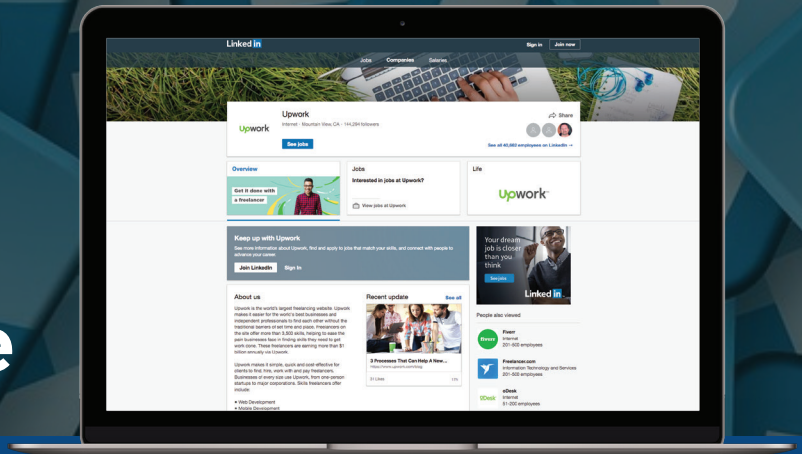 Linked in
Sign in
Join now
Jobs
Companies
Salaries
Upwork
Upwork
Internet · Mountain View, CA · 144,294 followers
See jobs
Share
See all 40,660 employees on LinkedIn →
Overview
Get it done with
a freelancer
Jobs
Interested in jobs at Upwork?
View jobs at Upwork
Life
Upwork
Keep up with Upwork
See more information about Upwork, find and apply to jobs that match your skills, and connect with people to
advance your career.
Join LinkedIn
Sign in
Your dream
job is closer
than you
think
See jobs
Linked in
About us
Upwork is the world's largest freelancing website. Upwork
makes it easier for the world's best businesses and
independent professionals to find each other without the
traditional barriers of set time and place. Freelancers on
the site offer more than 3,500 skills, helping to ease the
pain businesses face in finding skills they need to get
work done. These freelancers are earning more than $1
billion annually via Upwork.
Upwork makes it simple, quick and cost-effective for
clients to find, hire, work with and pay freelancers.
Businesses of every size use Upwork, from one-person
startups to major corporations. Skills freelancers offer
include:
• Web Development
• Mobile Development
Recent update
See all
3 Processes That Can Help A New...
https://www.upwork.com/blog
51 Likes
People also viewed
fiverr
Fiverr
Internet
201-500 employees
Freelancer.com
Information Technology and Services
201-500 employees
oDesk
oDesk
Internet
51-200 employees
e